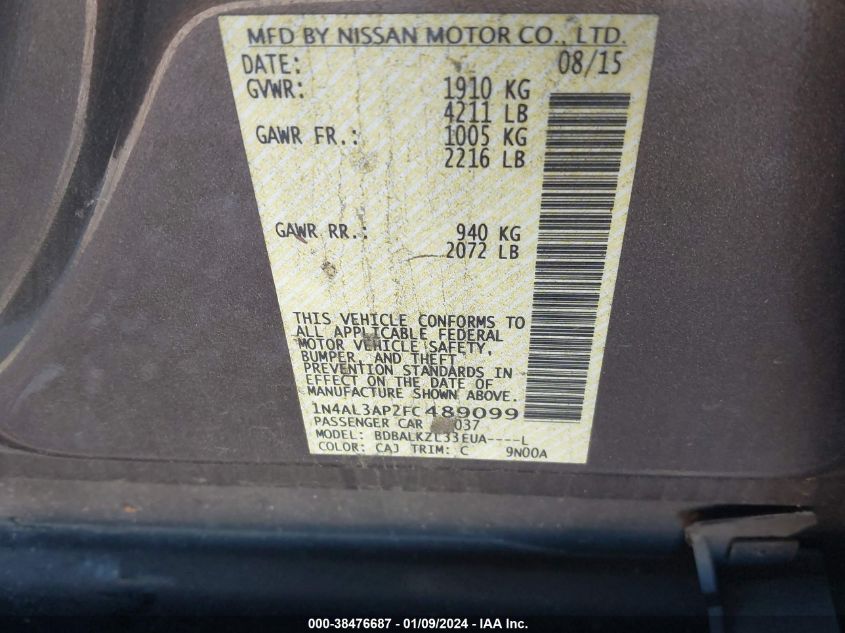 MFD BY NISSAN MOTOR CO., LTD.
DATE: 08/15
GVWR: 1910 KG
4211 LB
GAWR FR.: 1005 KG
2216 LB
GAWR RR.: 940 KG
2072 LB
THIS VEHICLE CONFORMS TO
ALL APPLICABLE FEDERAL
MOTOR VEHICLE SAFETY,
BUMPER, AND THEFT
PREVENTION STANDARDS IN
EFFECT ON THE DATE OF
MANUFACTURE SHOWN ABOVE.
1N4AL3AP2FC489099
PASSENGER CAR 037
MODEL: BDBALKZL33EUA----L
COLOR: CAJ TRIM: C 9N00A
000-38476687 - 01/09/2024 - IAA Inc.